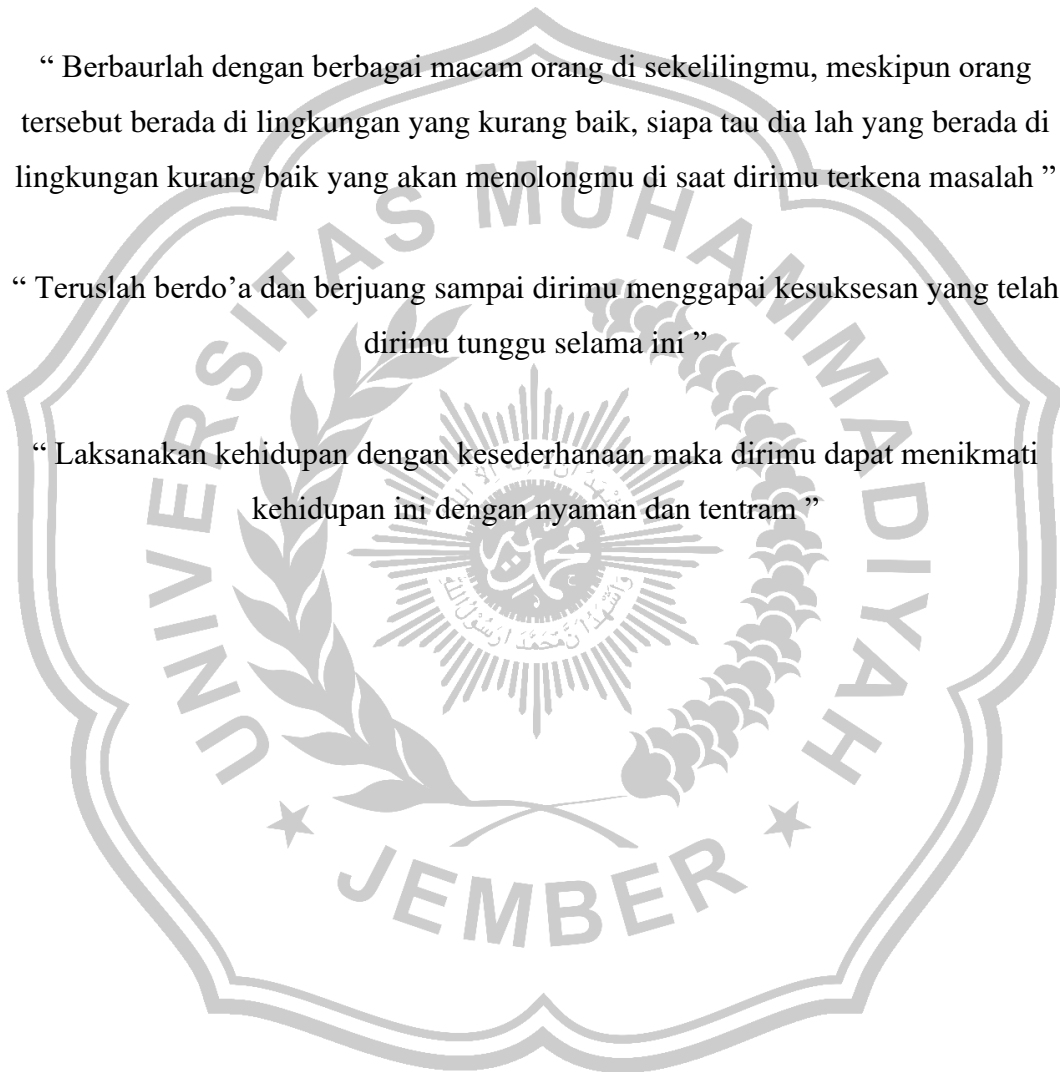 “ Berbaurlah dengan berbagai macam orang di sekelilingmu, meskipun orang
tersebut berada di lingkungan yang kurang baik, siapa tau dia lah yang berada di
lingkungan kurang baik yang akan menolongmu di saat dirimu terkena masalah ”
“ Teruslah berdo’a dan berjuang sampai dirimu menggapai kesuksesan yang telah
dirimu tunggu selama ini ”
“ Laksanakan kehidupan dengan kesederhanaan maka dirimu dapat menikmati
kehidupan ini dengan nyaman dan tentram ”
UNIVERSITAS MUHAMMADIYAH
JEMBER